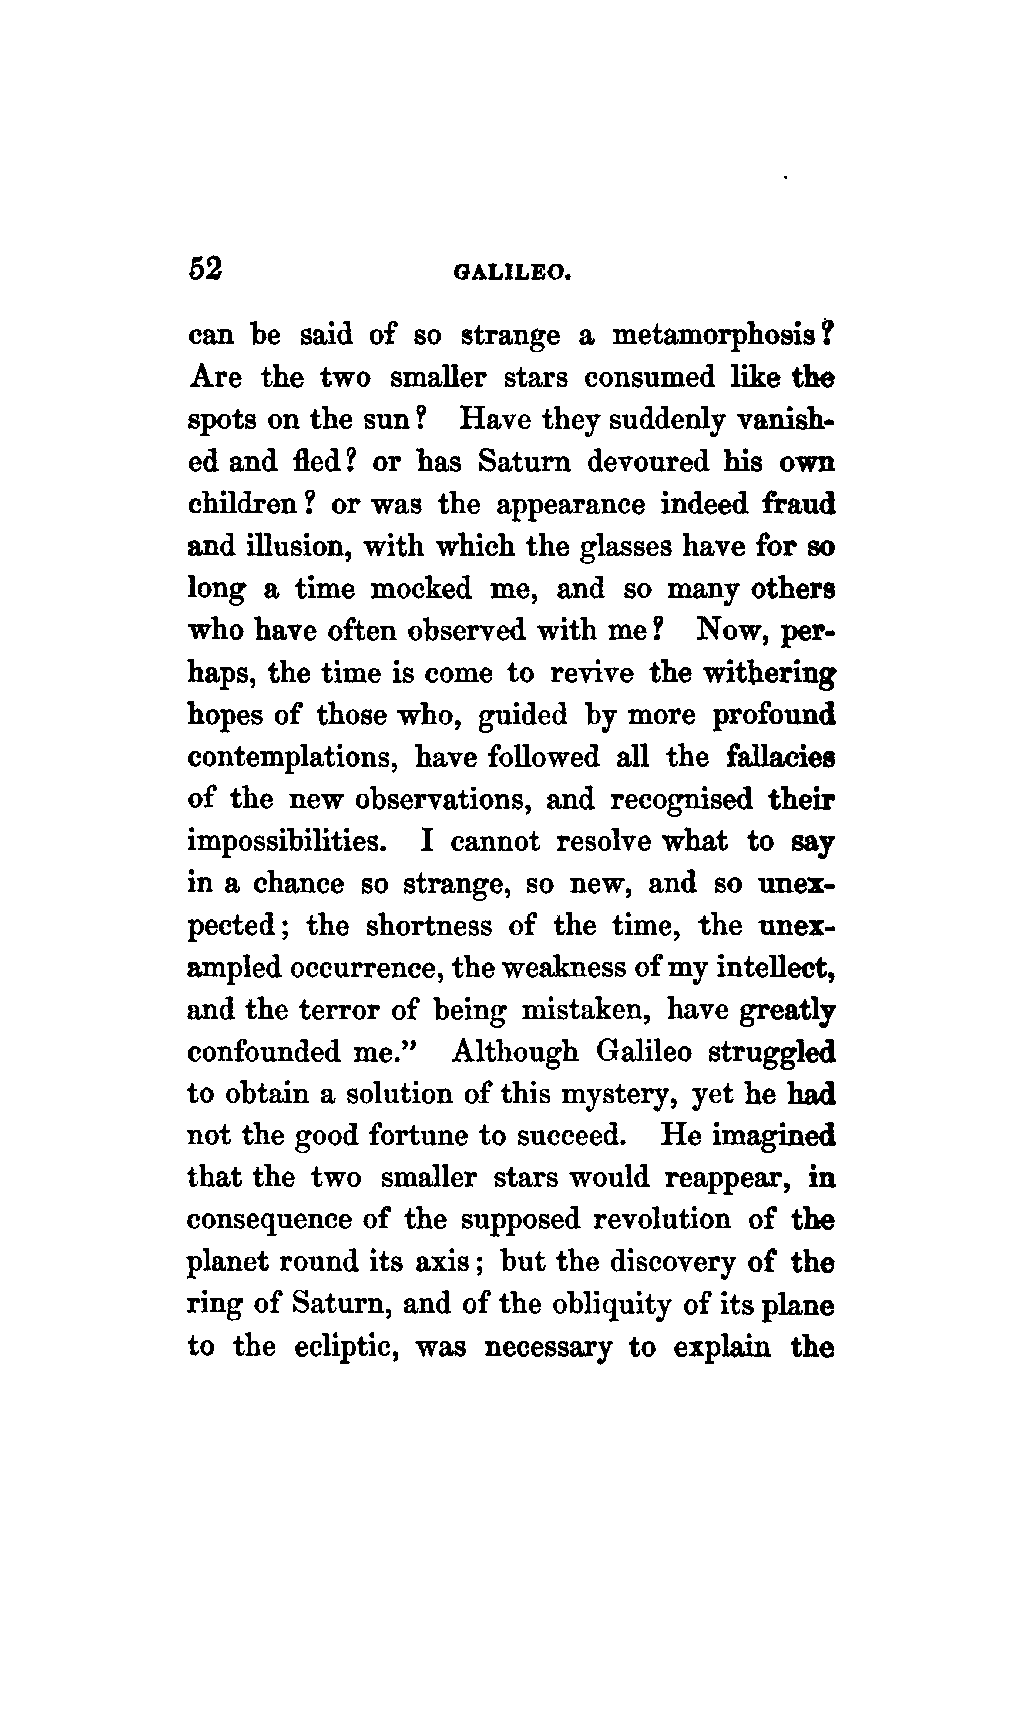 52 GALILEO.
can be said of so strange a metamorphosis?
Are the two smaller stars consumed like the
spots on the sun? Have they suddenly vanish-
ed and fled? or has Saturn devoured his own
children? or was the appearance indeed fraud
and illusion, with which the glasses have for so
long a time mocked me, and so many others
who have often observed with me? Now, per-
haps, the time is come to revive the withering
hopes of those who, guided by more profound
contemplations, have followed all the fallacies
of the new observations, and recognised their
impossibilities. I cannot resolve what to say
in a chance so strange, so new, and so unex-
pected; the shortness of the time, the unex-
ampled occurrence, the weakness of my intellect,
and the terror of being mistaken, have greatly
confounded me.” Although Galileo struggled
to obtain a solution of this mystery, yet he had
not the good fortune to succeed. He imagined
that the two smaller stars would reappear, in
consequence of the supposed revolution of the
planet round its axis; but the discovery of the
ring of Saturn, and of the obliquity of its plane
to the ecliptic, was necessary to explain the